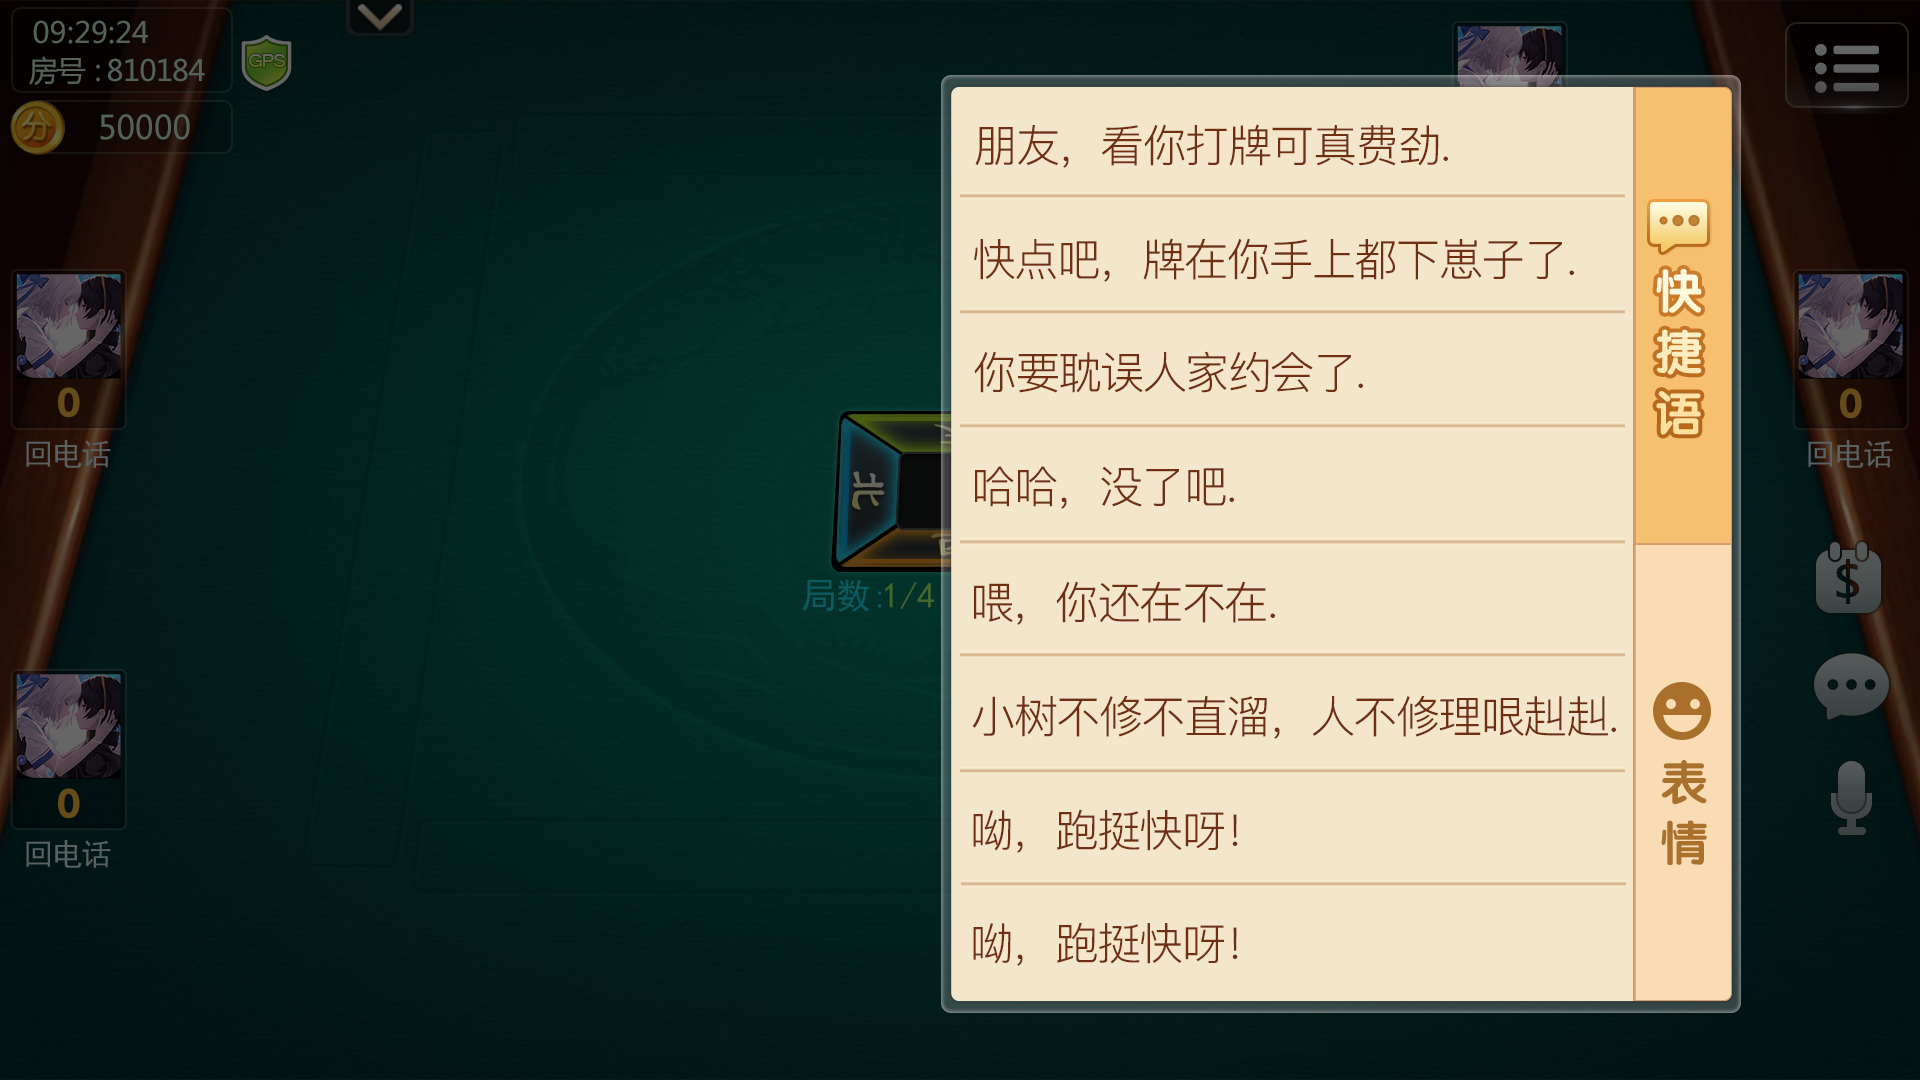 09:29:24
房号:810184
GPS
分 50000
0
回电话
0
回电话
0
回电话
北
局数:1/4
朋友，看你打牌可真费劲.
快点吧，牌在你手上都下崽子了.
你要耽误人家约会了.
哈哈，没了吧.
喂，你还在不在.
小树不修不直溜，人不修理哏赳赳.
呦，跑挺快呀!
呦，跑挺快呀!
快捷语
表情
$